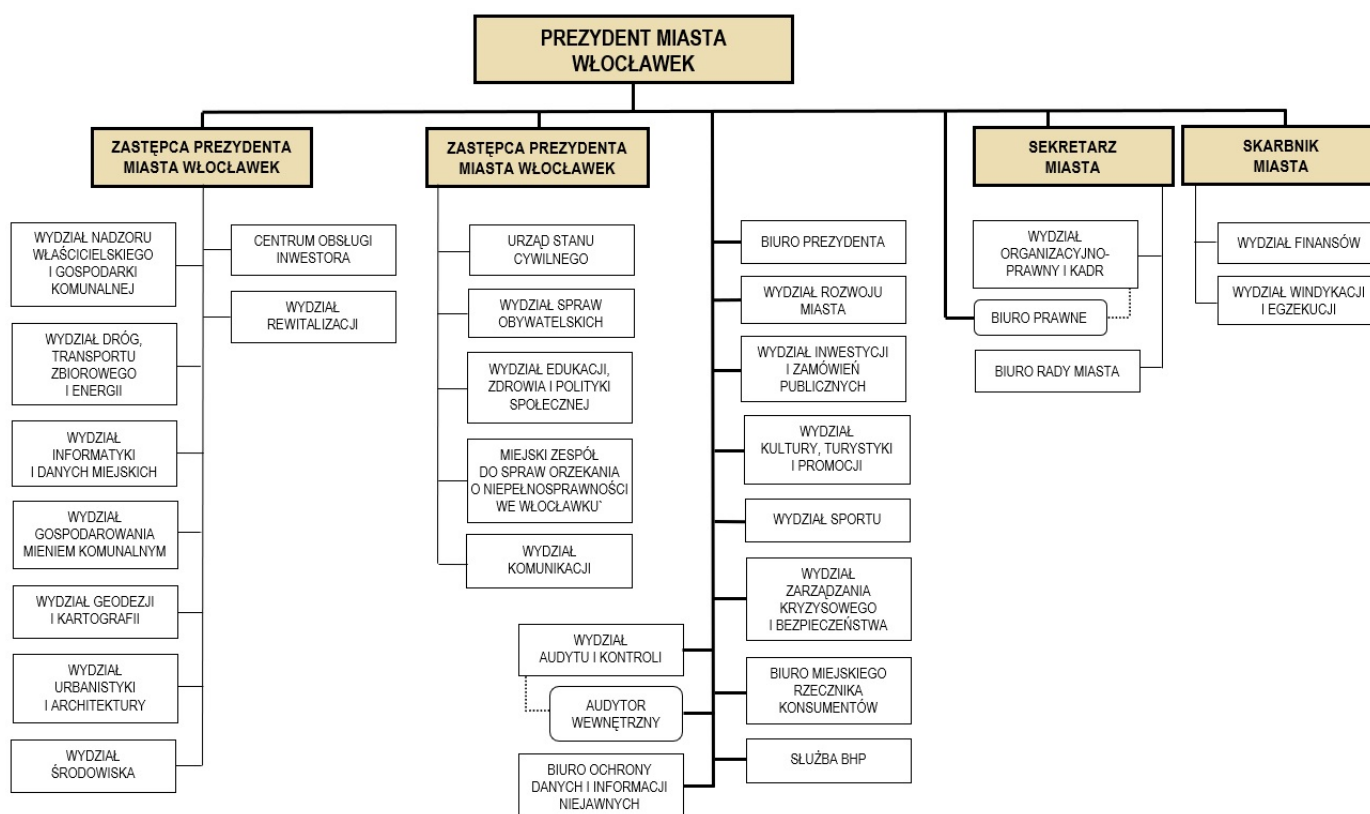 PREZYDENT MIASTA
WŁOCŁAWEK
ZASTĘPCA PREZYDENTA
MIASTA WŁOCŁAWEK
ZASTĘPCA PREZYDENTA
MIASTA WŁOCŁAWEK
SEKRETARZ
MIASTA
SKARBNIK
MIASTA
WYDZIAŁ NADZORU
WŁAŚCICIELSKIEGO
I GOSPODARKI
KOMUNALNEJ
WYDZIAŁ DRÓG,
TRANSPORTU
ZBIOROWEGO
I ENERGII
WYDZIAŁ
INFORMATYKI
I DANYCH MIEJSKICH
WYDZIAŁ
GOSPODAROWANIA
MIENIEM KOMUNALNYM
WYDZIAŁ GEODEZJI
I KARTOGRAFII
WYDZIAŁ
URBANISTYKI
I ARCHITEKTURY
WYDZIAŁ
ŚRODOWISKA
CENTRUM OBSŁUGI
INWESTORA
WYDZIAŁ
REWITALIZACJI
URZĄD STANU
CYWILNEGO
WYDZIAŁ SPRAW
OBYWATELSKICH
WYDZIAŁ EDUKACJI,
ZDROWIA I POLITYKI
SPOŁECZNEJ
MIEJSKI ZESPÓŁ
DO SPRAW ORZEKANIA
O NIEPEŁNOSPRAWNOŚCI
WE WŁOCŁAWKU`
WYDZIAŁ
KOMUNIKACJI
WYDZIAŁ
AUDYTU I KONTROLI
AUDYTOR
WEWNĘTRZNY
BIURO OCHRONY
DANYCH I INFORMACJI
NIEJAWNYCH
BIURO PREZYDENTA
WYDZIAŁ ROZWOJU
MIASTA
WYDZIAŁ INWESTYCJI
I ZAMÓWIEŃ
PUBLICZNYCH
WYDZIAŁ
KULTURY, TURYSTYKI
I PROMOCJI
WYDZIAŁ SPORTU
WYDZIAŁ
ZARZĄDZANIA
KRYZYSOWEGO
I BEZPIECZEŃSTWA
BIURO MIEJSKIEGO
RZECZNIKA
KONSUMENTÓW
SŁUŻBA BHP
WYDZIAŁ
ORGANIZACYJNO-
PRAWNY I KADR
BIURO PRAWNE
BIURO RADY MIASTA
WYDZIAŁ FINANSÓW
WYDZIAŁ WINDYKACJI
I EGZEKUCJI